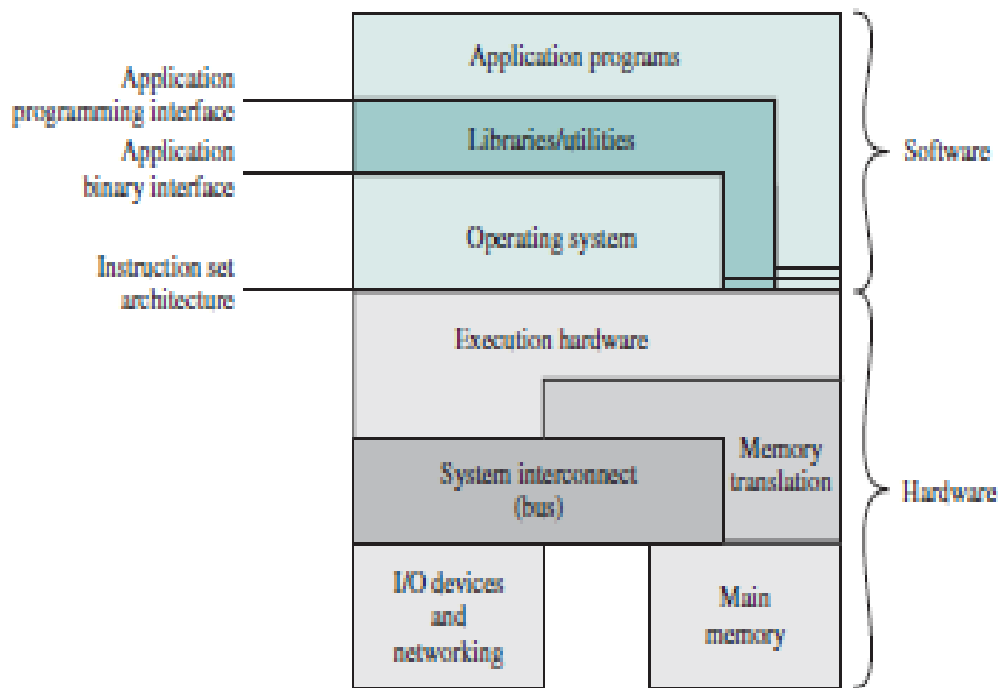 Application programs
Application
programming interface
Libraries/utilities
Application
binary interface
Operating system
Instruction set
architecture
Software
Execution hardware
Memory
translation
System interconnect
(bus)
Hardware
I/O devices
and
networking
Main
memory